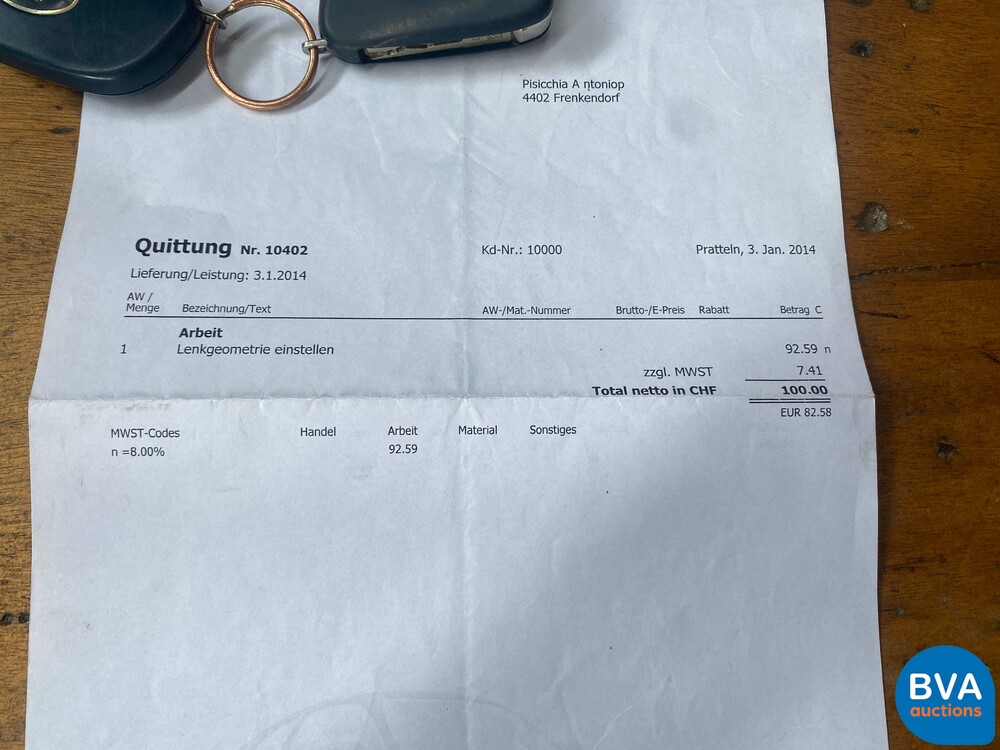 Pisicchia A ntoniop
4402 Frenkendorf
Quittung Nr. 10402 Kd-Nr.: 10000 Pratteln, 3. Jan. 2014
Lieferung/Leistung: 3.1.2014
AW /
Menge Bezeichnung/Text AW-/Mat.-Nummer Brutto-/E-Preis Rabatt Betrag C
Arbeit
1 Lenkgeometrie einstellen 92.59 n
zzgl. MWST 7.41
Total netto in CHF 100.00
EUR 82.58
MWST-Codes Handel Arbeit Material Sonstiges
n =8.00% 92.59
BVA
auctions